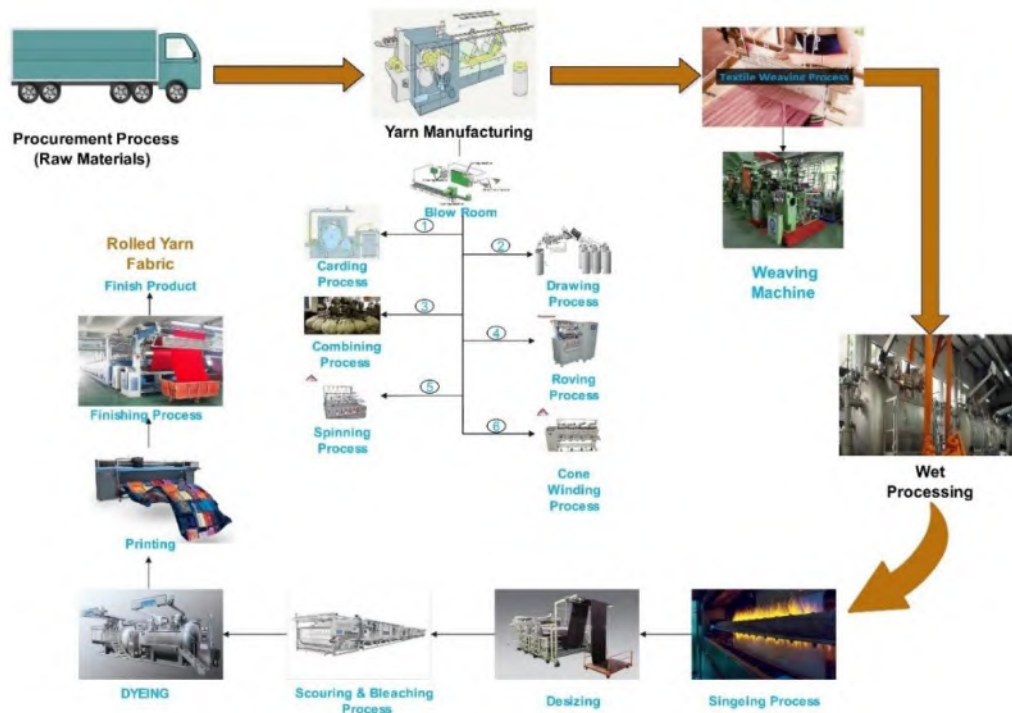 Procurement Process
(Raw Materials)
Yarn Manufacturing
Textile Weaving Process
Blow Room
Weaving
Machine
1
Carding
Process
2
Drawing
Process
3
Combining
Process
4
Roving
Process
5
Spinning
Process
6
Cone
Winding
Process
Wet
Processing
Singeing Process
Desizing
Scouring & Bleaching
Process
DYEING
Printing
Finishing Process
Finish Product
Rolled Yarn
Fabric